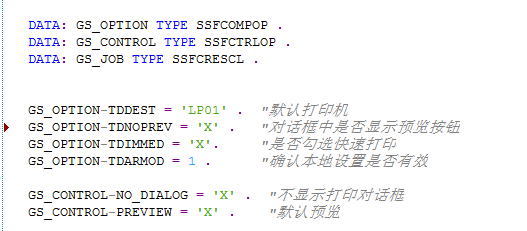 DATA: GS_OPTION TYPE SSFCOMPOP .
DATA: GS_CONTROL TYPE SSFCTRLOP .
DATA: GS_JOB TYPE SSFCRESCL .
GS_OPTION-TDDEST = 'LP01' .  "默认打印机
GS_OPTION-TDNOPREV = 'X' .   "对话框中是否显示预览按钮
GS_OPTION-TDIMMED = 'X'.     "是否勾选快速打印
GS_OPTION-TDARMOD = 1 .      "确认本地设置是否有效
GS_CONTROL-NO_DIALOG = 'X' .  "不显示打印对话框
GS_CONTROL-PREVIEW = 'X' .    "默认预览